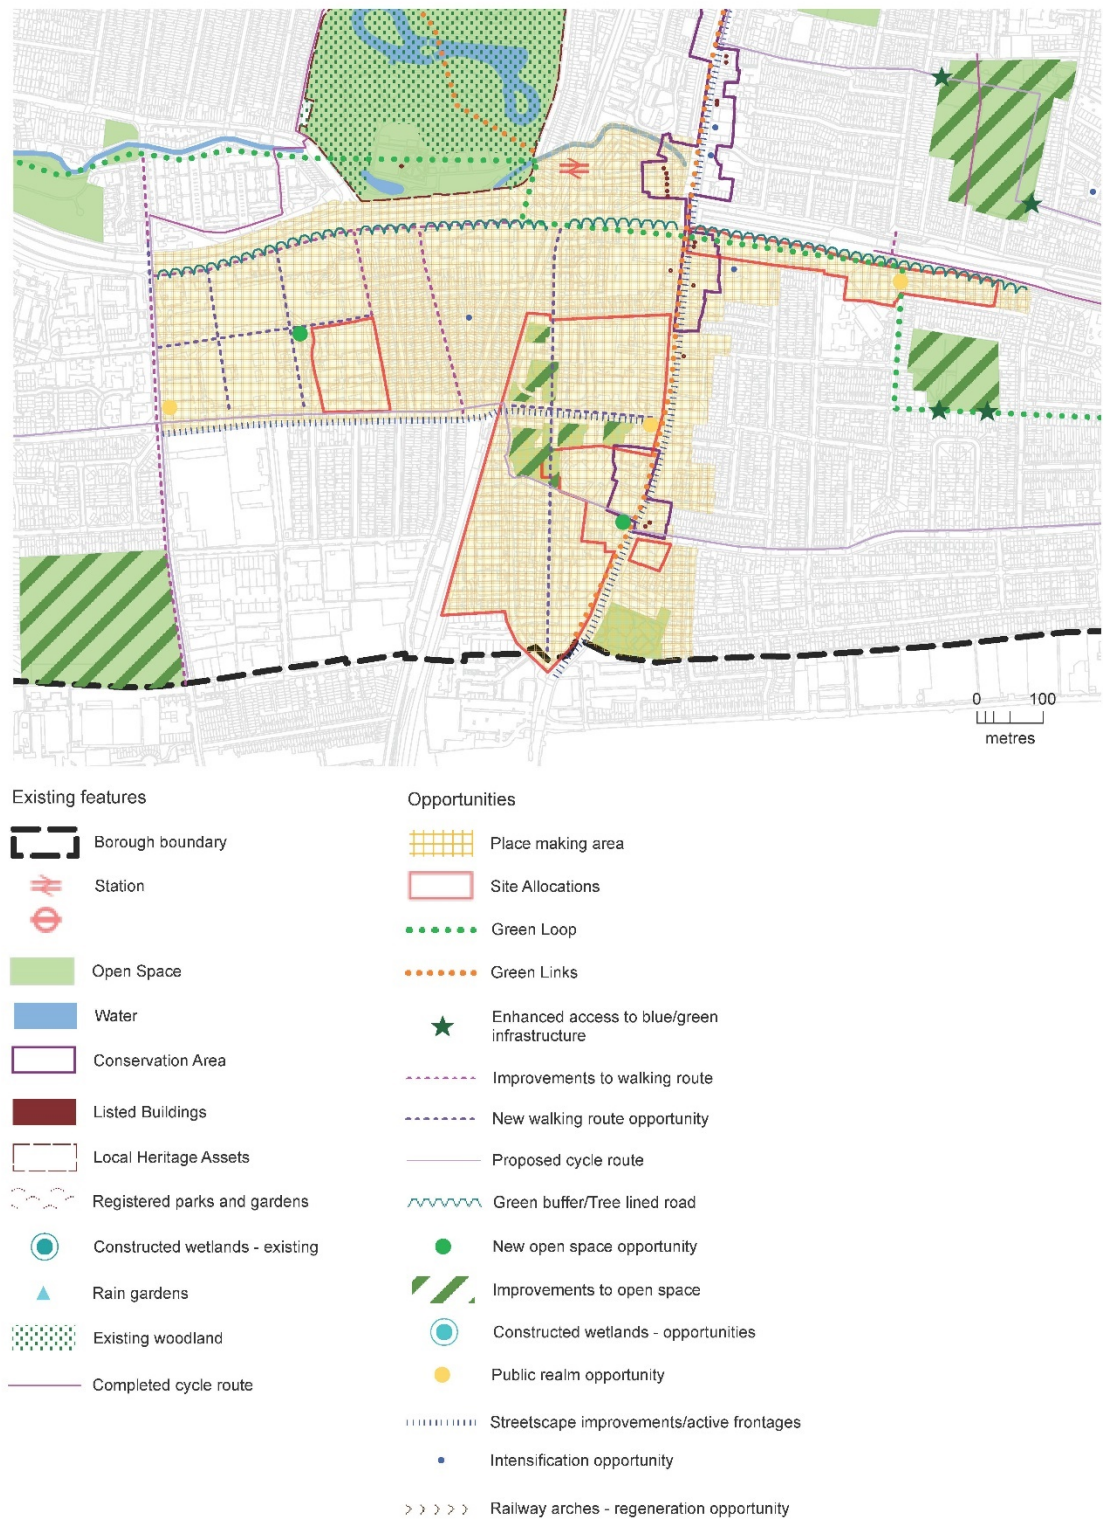 0 100
metres
Existing features
Borough boundary
Station
Open Space
Water
Conservation Area
Listed Buildings
Local Heritage Assets
Registered parks and gardens
Constructed wetlands - existing
Rain gardens
Existing woodland
Completed cycle route
Opportunities
Place making area
Site Allocations
Green Loop
Green Links
Enhanced access to blue/green
infrastructure
Improvements to walking route
New walking route opportunity
Proposed cycle route
Green buffer/Tree lined road
New open space opportunity
Improvements to open space
Constructed wetlands - opportunities
Public realm opportunity
Streetscape improvements/active frontages
Intensification opportunity
Railway arches - regeneration opportunity